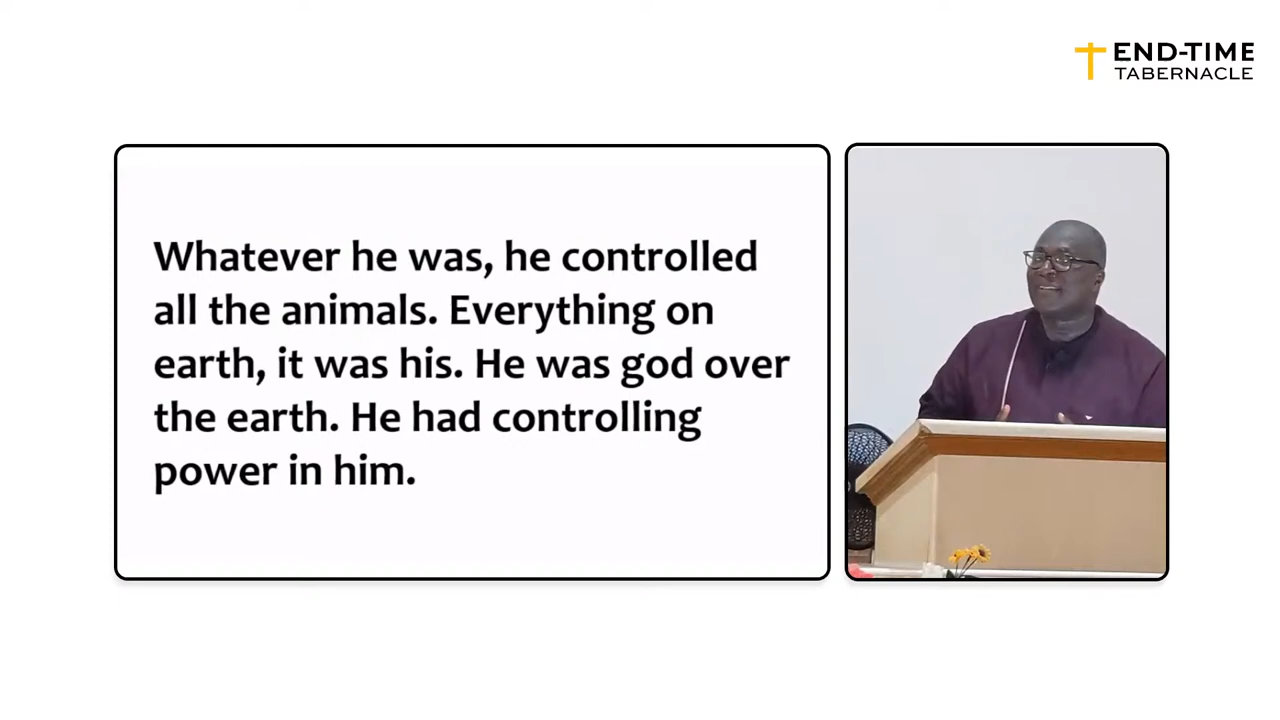 END-TIME
TABERNACLE
Whatever he was, he controlled
all the animals. Everything on
earth, it was his. He was god over
the earth. He had controlling
power in him.